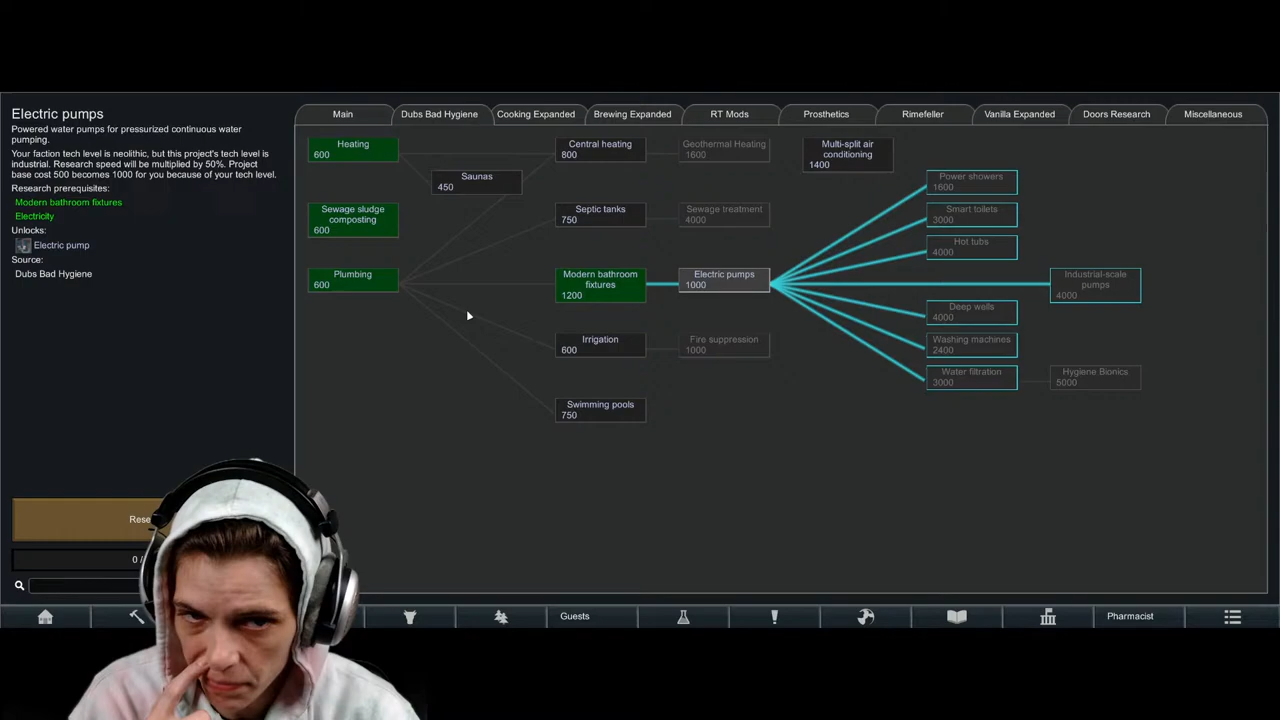 Electric pumps
Powered water pumps for pressurized continuous water
pumping.
Your faction tech level is neolithic, but this project's tech level is
industrial. Research speed will be multiplied by 50%. Project
base cost 500 becomes 1000 for you because of your tech level.
Research prerequisites:
Modern bathroom fixtures
Electricity
Unlocks:
Electric pump
Source:
Dubs Bad Hygiene
Main
Dubs Bad Hygiene
Cooking Expanded
Brewing Expanded
RT Mods
Prosthetics
Rimefeller
Vanilla Expanded
Doors Research
Miscellaneous
Heating
600
Central heating
800
Geothermal Heating
1600
Multi-split air
conditioning
1400
Saunas
450
Power showers
1600
Sewage sludge
composting
600
Septic tanks
750
Sewage treatment
4000
Smart toilets
3000
Hot tubs
4000
Plumbing
600
Modern bathroom
fixtures
1200
Electric pumps
1000
Industrial-scale
pumps
4000
Deep wells
4000
Irrigation
600
Fire suppression
1000
Washing machines
2400
Water filtration
3000
Hygiene Bionics
5000
Swimming pools
750
Rese
0 /
Guests
Pharmacist